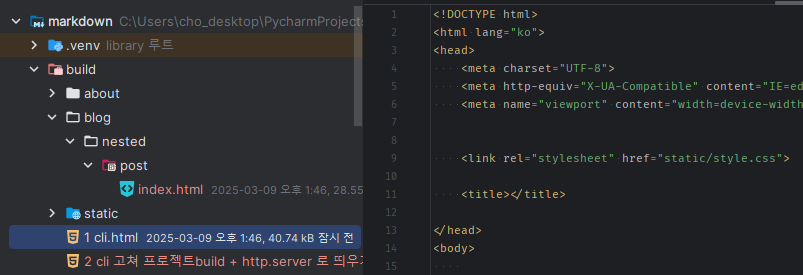 markdown C:\Users\cho_desktop\PycharmProjects
.venv library 루트
build
about
blog
nested
post
index.html 2025-03-09 오후 1:46, 28.55
static
1 cli.html 2025-03-09 오후 1:46, 40.74 kB 잠시 전
2 cli 고쳐 프로젝트build + http.server 로 띄우기
1 <!DOCTYPE html>
2 <html lang="ko">
3 <head>
4 <meta charset="UTF-8">
5 <meta http-equiv="X-UA-Compatible" content="IE=ed
6 <meta name="viewport" content="width=device-width
7
8
9 <link rel="stylesheet" href="static/style.css">
10
11 <title></title>
12
13 </head>
14 <body>
15